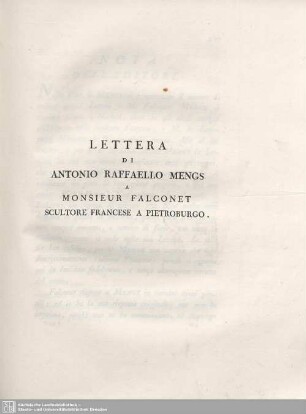 LETTERA
DI
ANTONIO RAFFAELLO MENGS
A
MONSIEUR FALCONET
SCULTORE FRANCESE A PIETROBURGO.